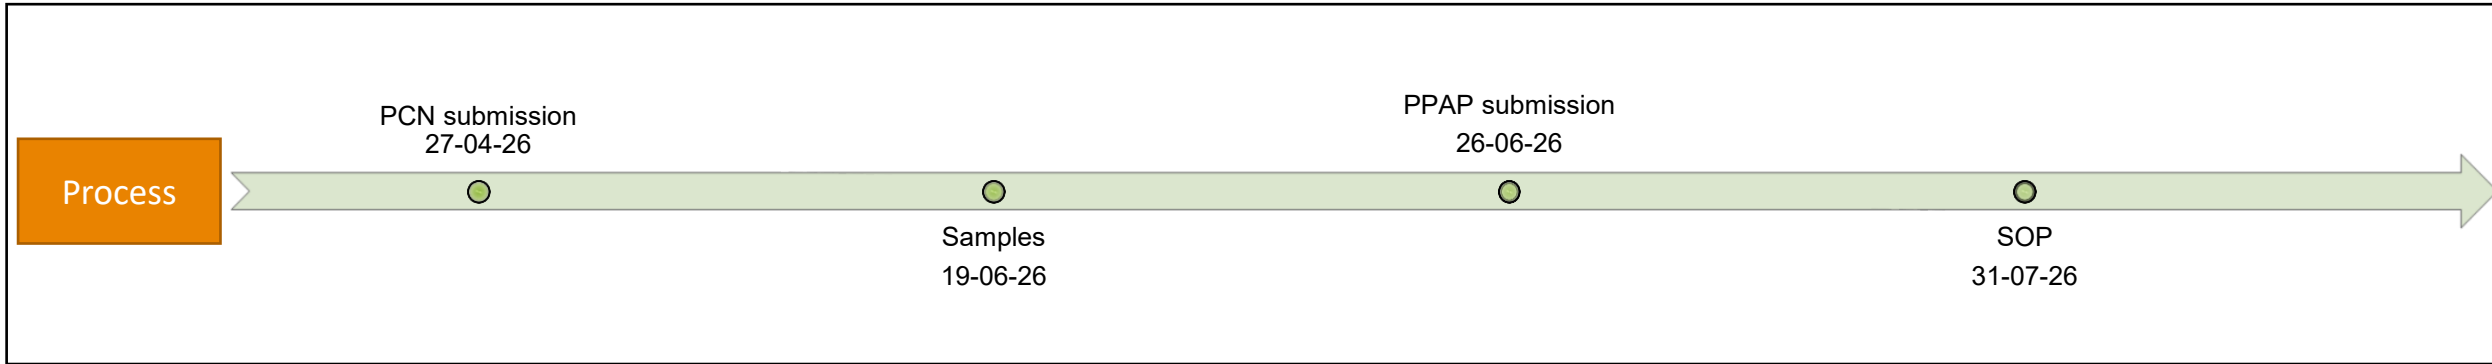 Process
PCN submission
27-04-26
Samples
19-06-26
PPAP submission
26-06-26
SOP
31-07-26